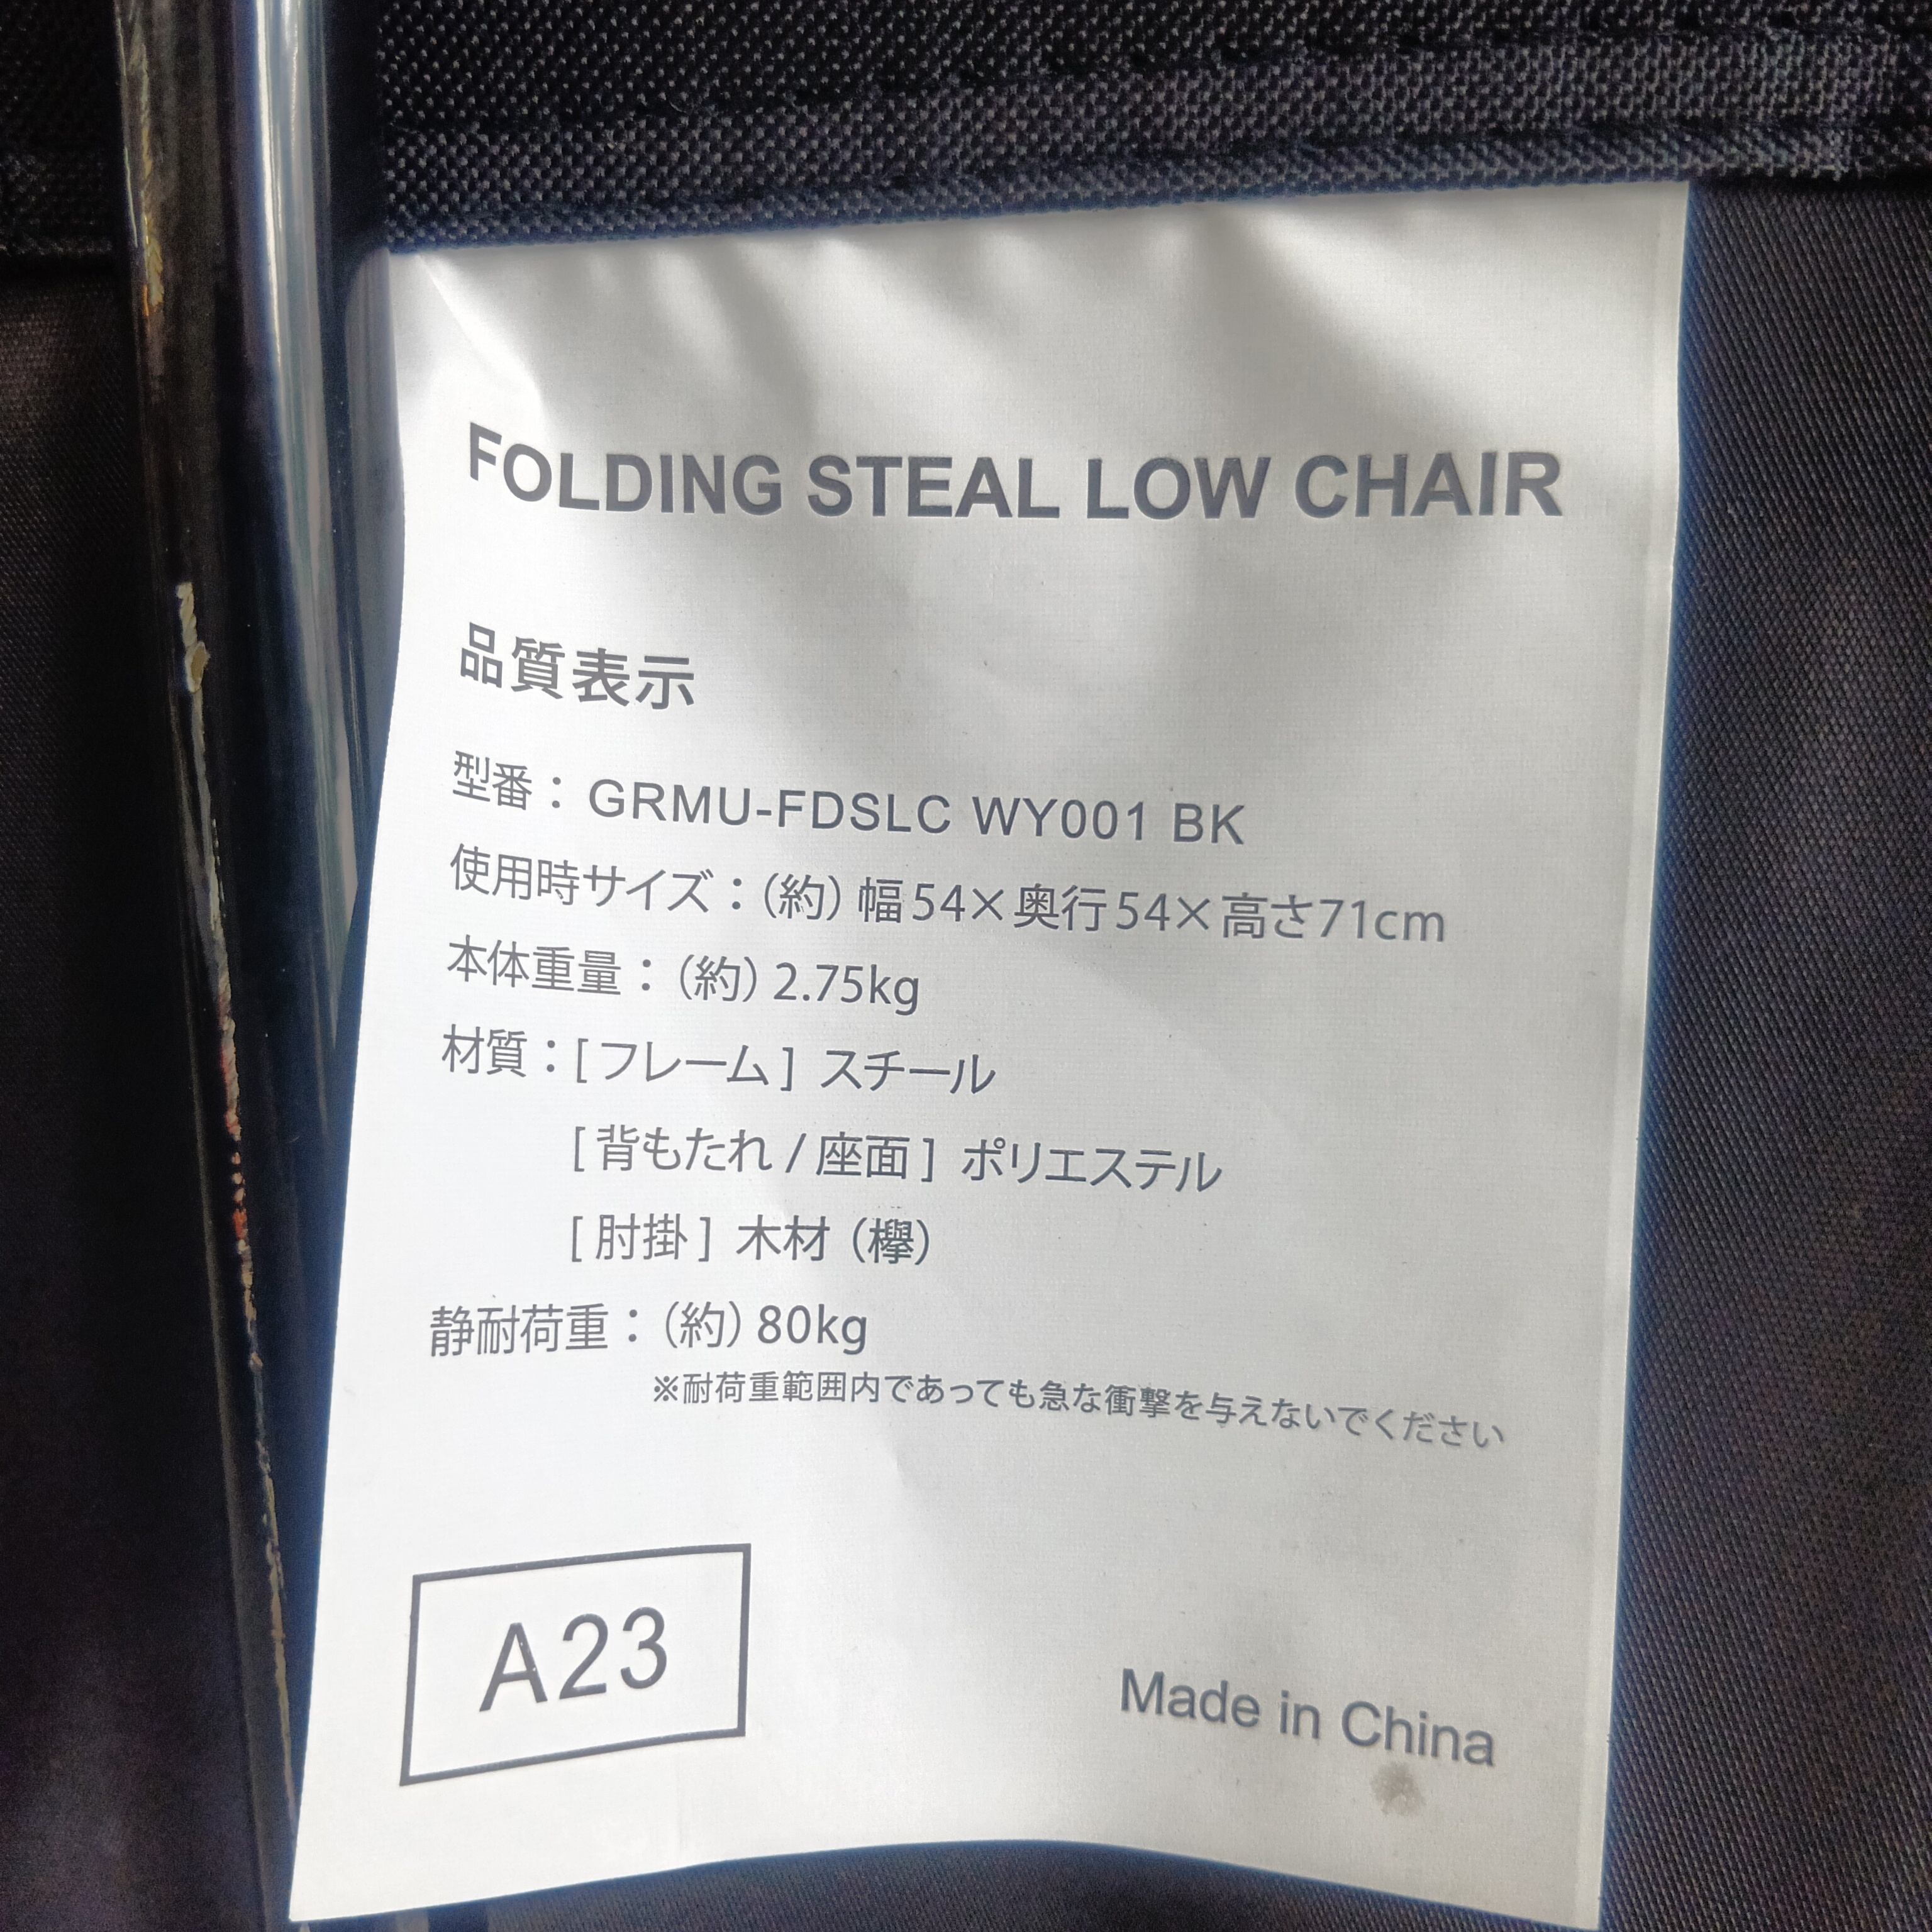 FOLDING STEAL LOW CHAIR
品質表示
型番：GRMU-FDSLC WY001 BK
使用時サイズ：（約）幅54×奥行54×高さ71cm
本体重量：（約）2.75kg
材質：[フレーム] スチール
[背もたれ / 座面] ポリエステル
[肘掛] 木材（欅）
静耐荷重：（約）80kg
※耐荷重範囲内であっても急な衝撃を与えないでください
A23
Made in China